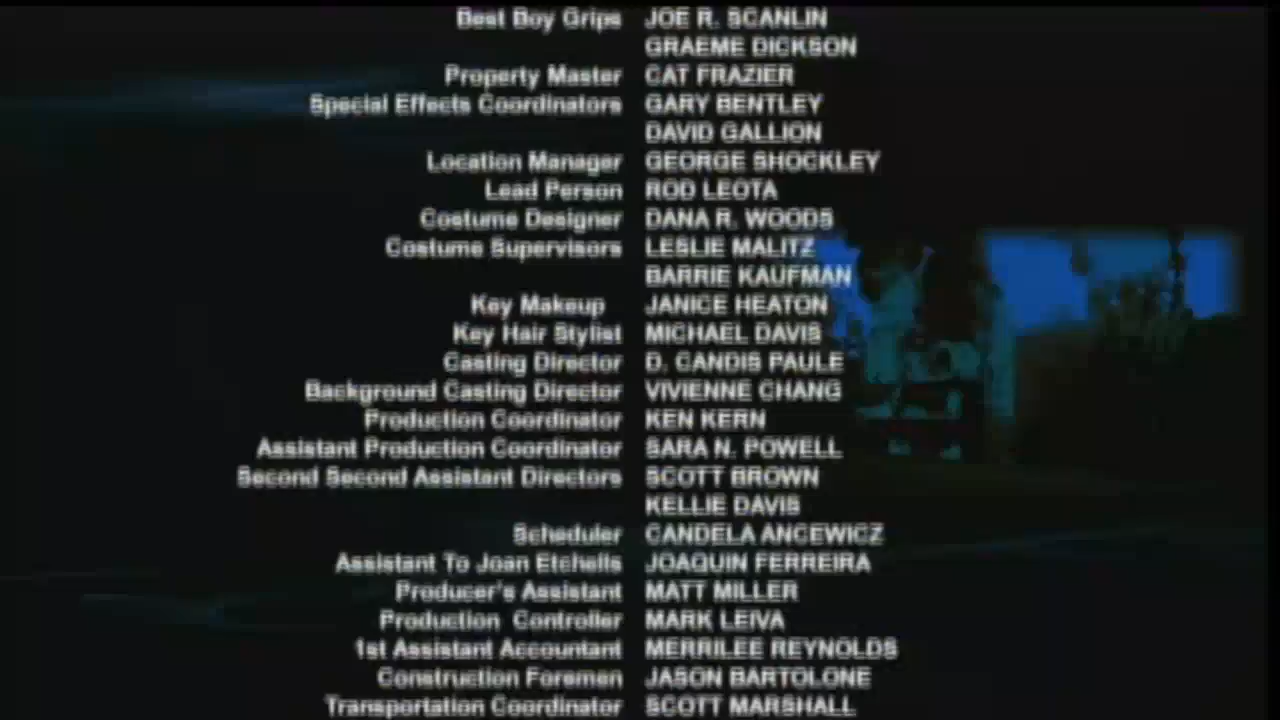 Best Boy Grips JOE R. SCANLIN
GRAEME DICKSON
Property Master CAT FRAZIER
Special Effects Coordinators GARY BENTLEY
DAVID GALLION
Location Manager GEORGE SHOCKLEY
Lead Person ROD LEOTA
Costume Designer DANA R. WOODS
Costume Supervisors LESLIE MALITZ
BARRIE KAUFMAN
Key Makeup JANICE HEATON
Key Hair Stylist MICHAEL DAVIS
Casting Director D. CANDIS PAULE
Background Casting Director VIVIENNE CHANG
Production Coordinator KEN KERN
Assistant Production Coordinator SARA N. POWELL
Second Second Assistant Directors SCOTT BROWN
KELLIE DAVIS
Scheduler CANDELA ANCEWICZ
Assistant To Joan Etchells JOAQUIN FERREIRA
Producer's Assistant MATT MILLER
Production Controller MARK LEIVA
1st Assistant Accountant MERRILEE REYNOLDS
Construction Foremen JASON BARTOLONE
Transportation Coordinator SCOTT MARSHALL